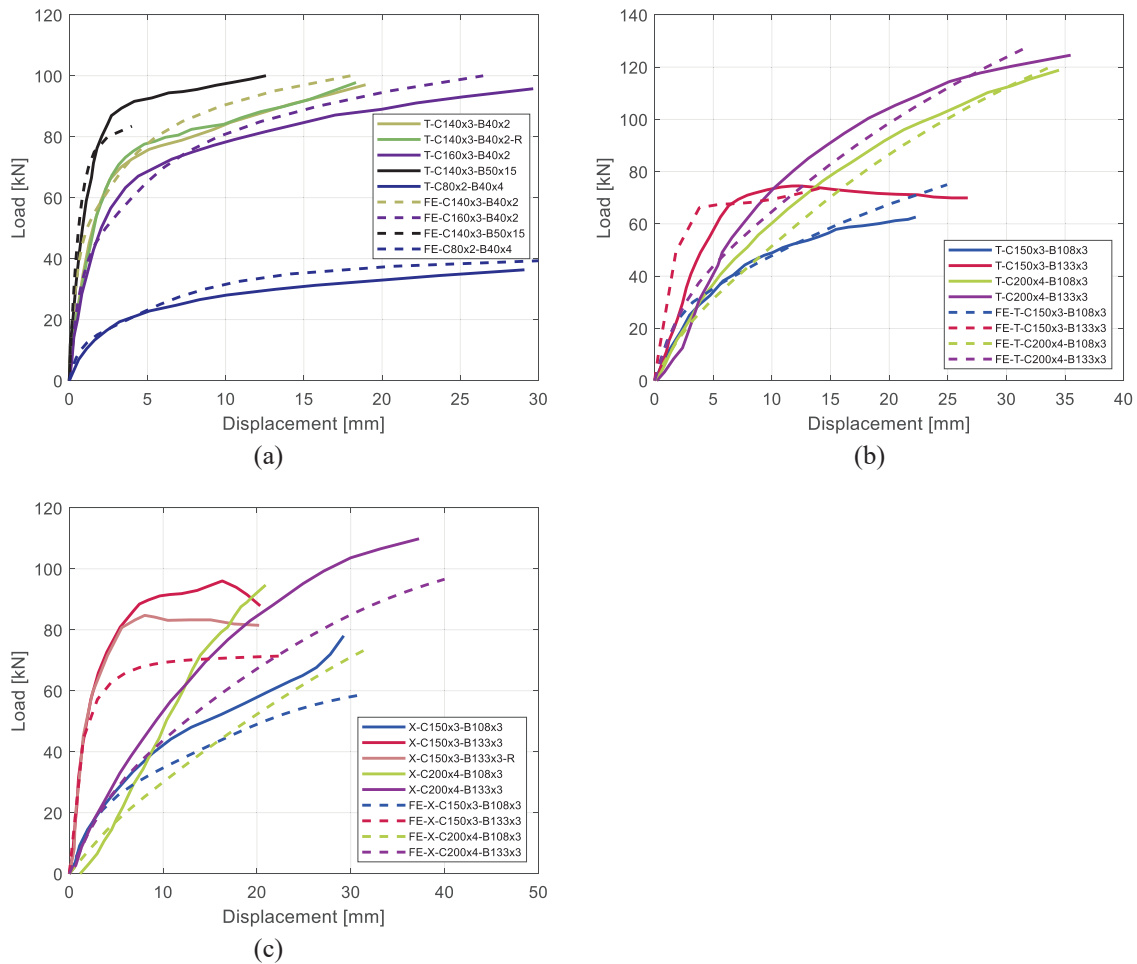 120
100
80
60
40
20
0
Load [kN]
T-C140x3-B40x2
T-C140x3-B40x2-R
T-C160x3-B40x2
T-C140x3-B50x15
T-C80x2-B40x4
FE-C140x3-B40x2
FE-C160x3-B40x2
FE-C140x3-B50x15
FE-C80x2-B40x4
0 5 10 15 20 25 30
Displacement [mm]
(a)
140
120
100
80
60
40
20
0
Load [kN]
T-C150x3-B108x3
T-C150x3-B133x3
T-C200x4-B108x3
T-C200x4-B133x3
FE-T-C150x3-B108x3
FE-T-C150x3-B133x3
FE-T-C200x4-B108x3
FE-T-C200x4-B133x3
0 5 10 15 20 25 30 35 40
Displacement [mm]
(b)
120
100
80
60
40
20
0
Load [kN]
X-C150x3-B108x3
X-C150x3-B133x3
X-C150x3-B133x3-R
X-C200x4-B108x3
X-C200x4-B133x3
FE-X-C150x3-B108x3
FE-X-C150x3-B133x3
FE-X-C200x4-B108x3
FE-X-C200x4-B133x3
0 10 20 30 40 50
Displacement [mm]
(c)